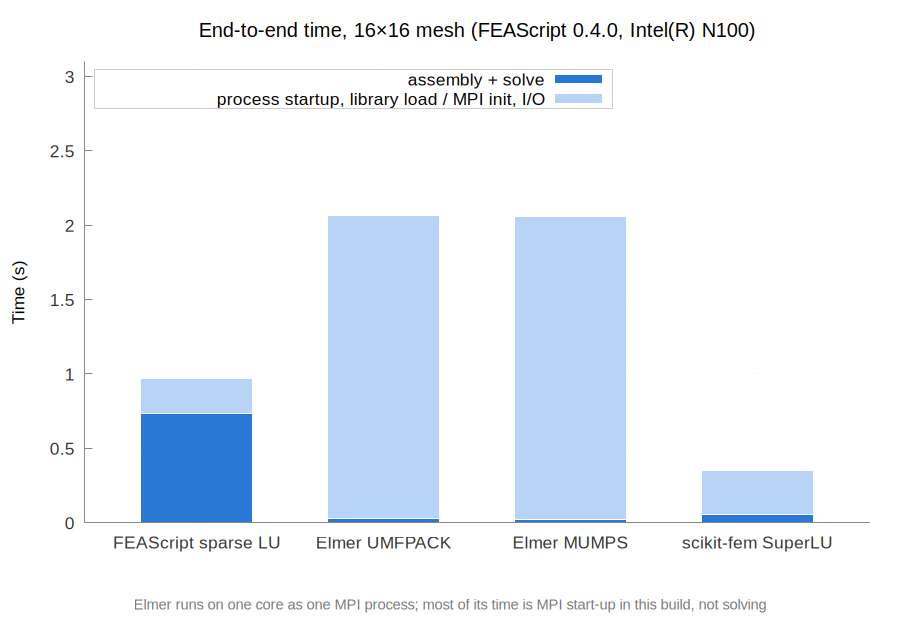 End-to-end time, 16×16 mesh (FEAScript 0.4.0, Intel(R) N100)
assembly + solve
process startup, library load / MPI init, I/O
Time (s)
3
2.5
2
1.5
1
0.5
0
FEAScript sparse LU
Elmer UMFPACK
Elmer MUMPS
scikit-fem SuperLU
Elmer runs on one core as one MPI process; most of its time is MPI start-up in this build, not solving